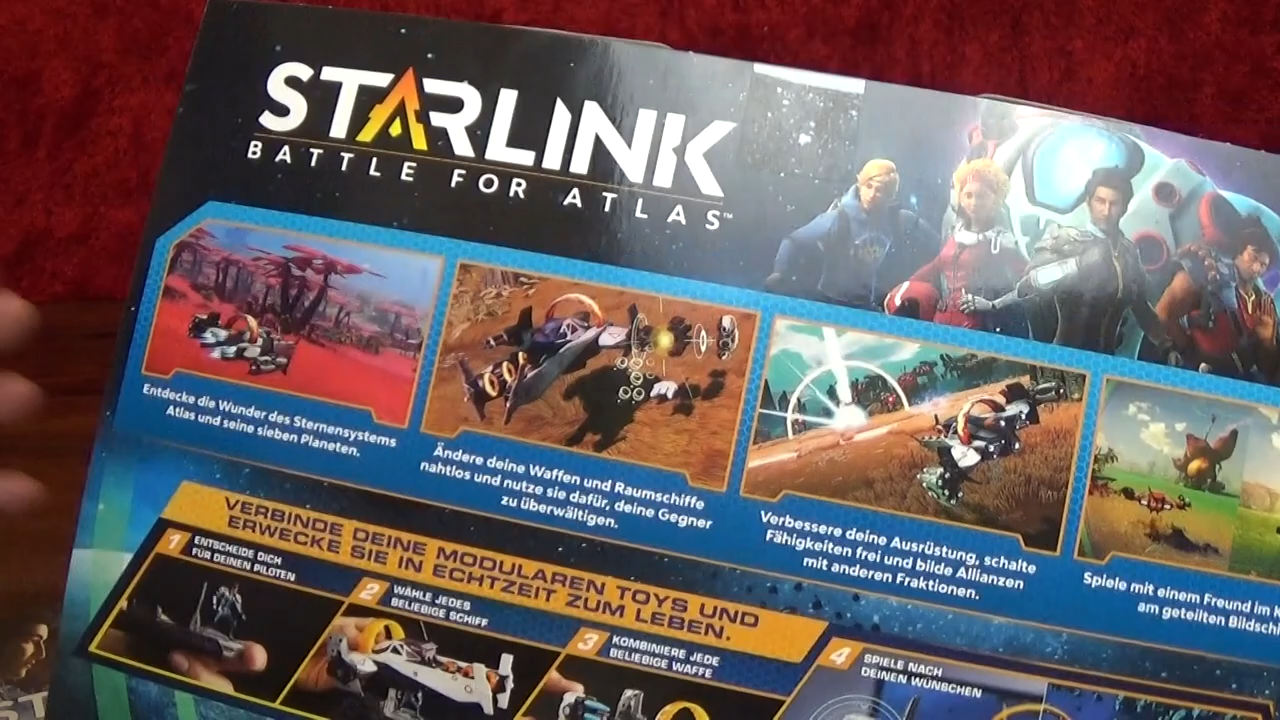 STARLINK
BATTLE FOR ATLAS™
Entdecke die Wunder des Sternensystems
Atlas und seine sieben Planeten.
Ändere deine Waffen und Raumschiffe
nahtlos und nutze sie dafür, deine Gegner
zu überwältigen.
Verbessere deine Ausrüstung, schalte
Fähigkeiten frei und bilde Allianzen
mit anderen Fraktionen.
Spiele mit einem Freund im
am geteilten
VERBINDE DEINE MODULAREN TOYS UND
ERWECKE SIE IN ECHTZEIT ZUM LEBEN.
1 ENTSCHEIDE DICH
FÜR DEINEN PILOTEN
2 WÄHLE JEDES
BELIEBIGE SCHIFF
3 KOMBINIERE JEDE
BELIEBIGE WAFFE
4 SPIELE NACH
DEINEN WÜNSCHEN